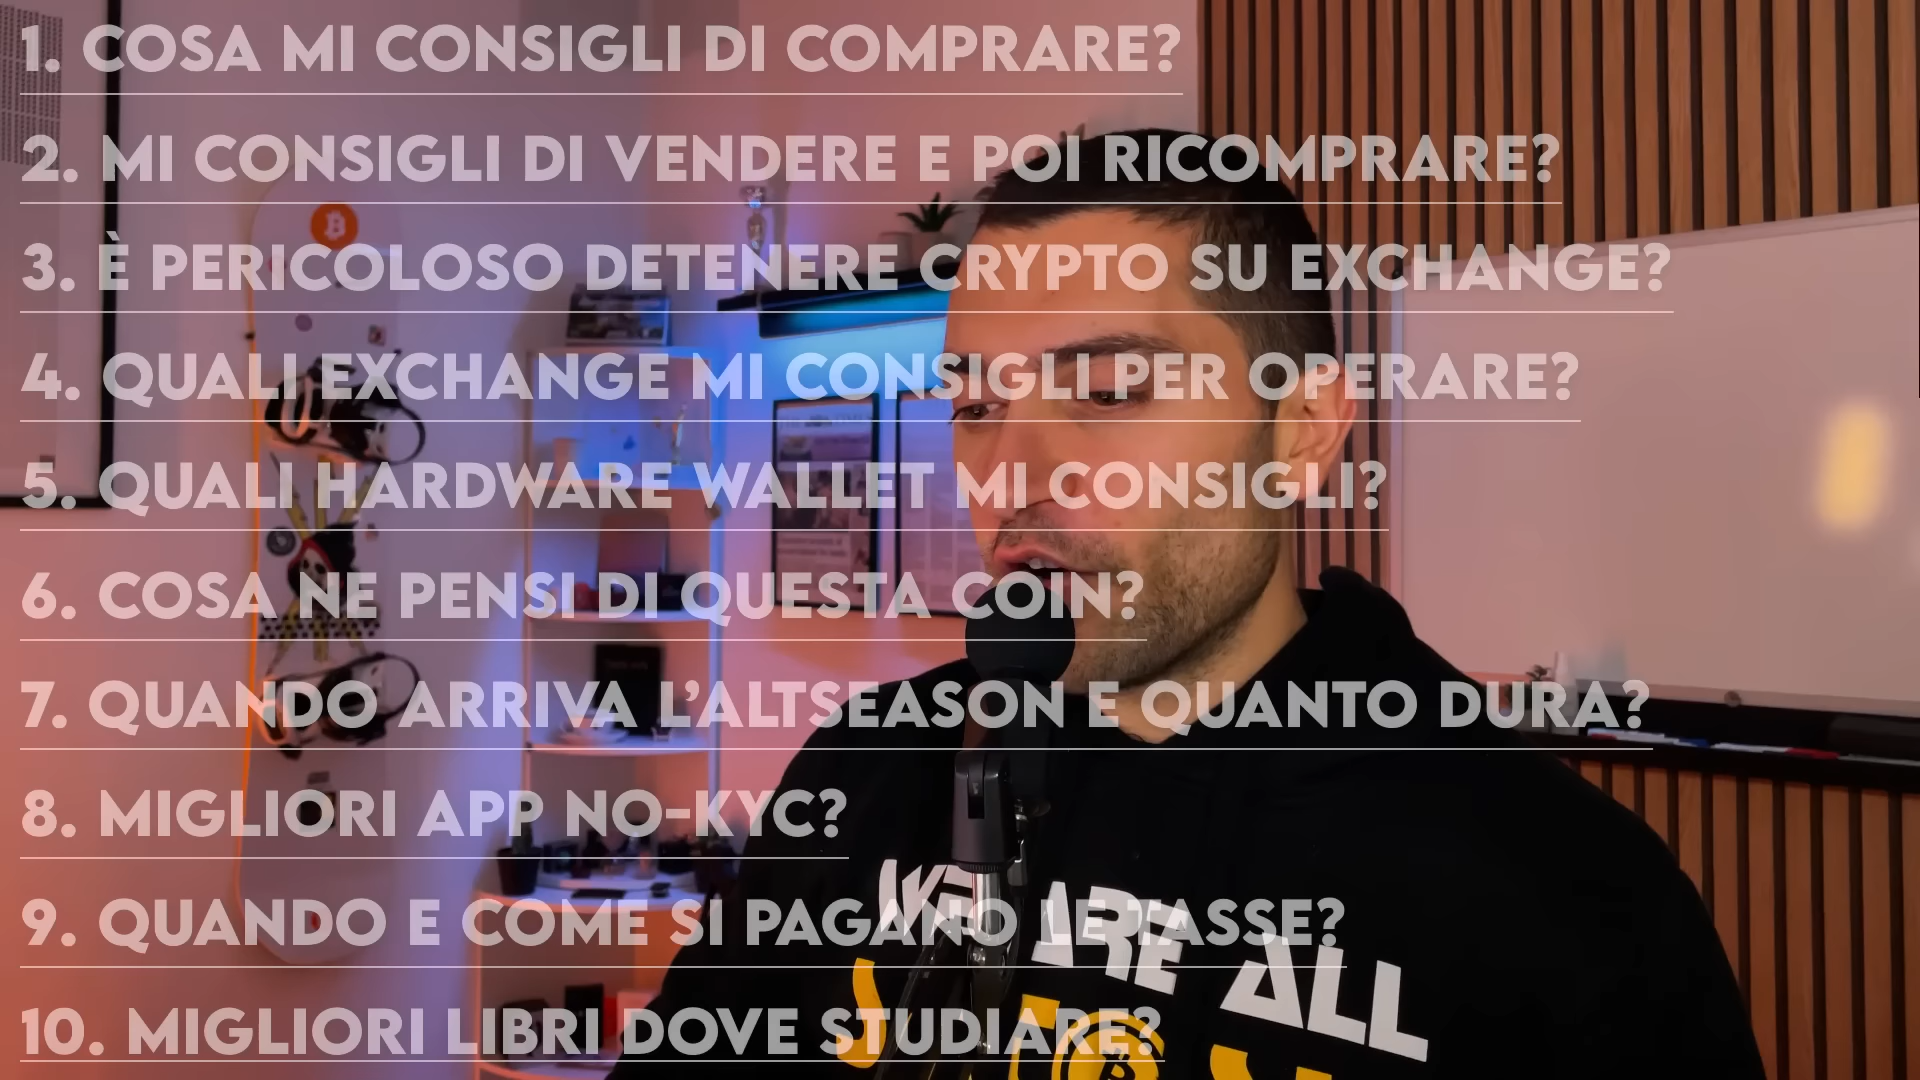 1. COSA MI CONSIGLI DI COMPRARE?
2. MI CONSIGLI DI VENDERE E POI RICOMPRARE?
3. È PERICOLOSO DETENERE CRYPTO SU EXCHANGE?
4. QUALI EXCHANGE MI CONSIGLI PER OPERARE?
5. QUALI HARDWARE WALLET MI CONSIGLI?
6. COSA NE PENSI DI QUESTA COIN?
7. QUANDO ARRIVA L’ALTSEASON E QUANTO DURA?
8. MIGLIORI APP NO-KYC?
9. QUANDO E COME SI PAGANO LE TASSE?
10. MIGLIORI LIBRI DOVE STUDIARE?
WE ARE ALL